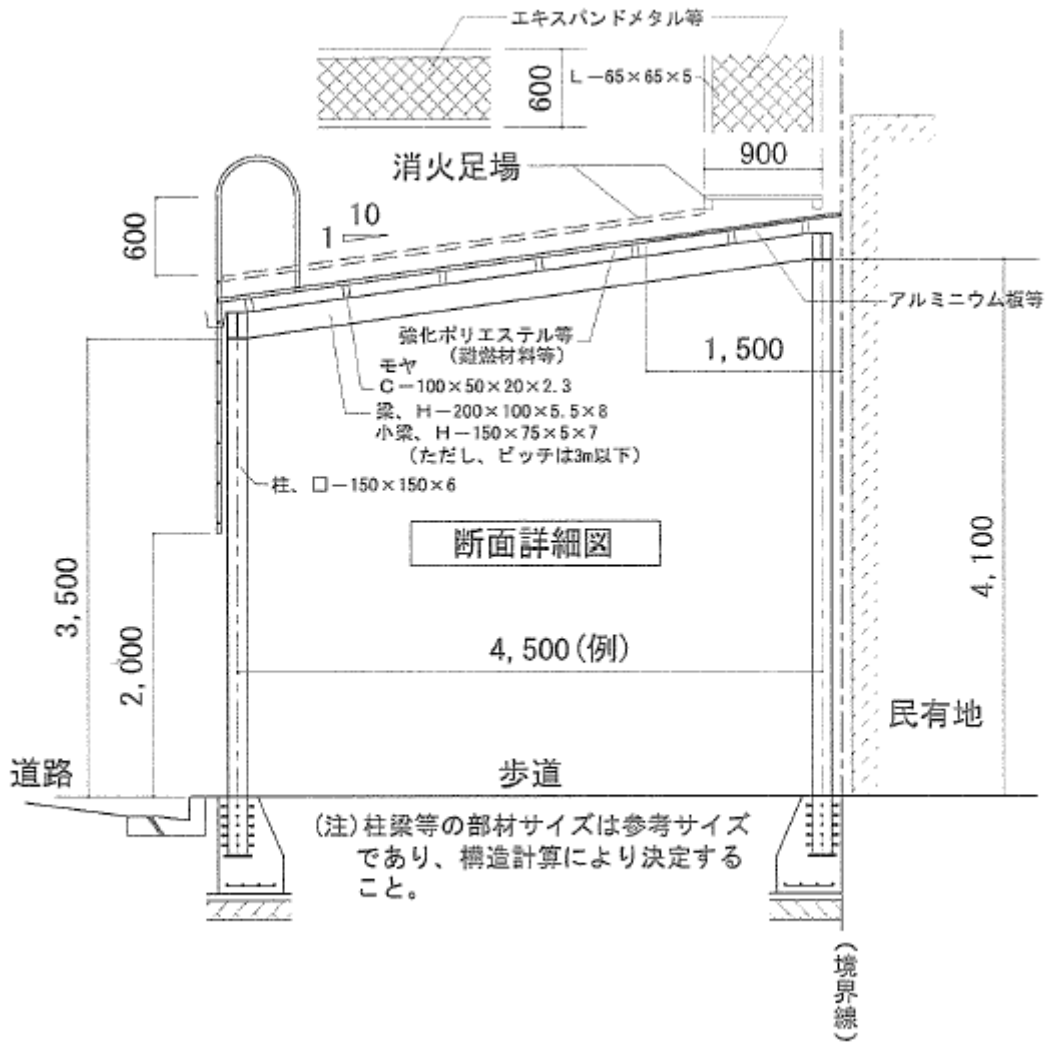 エキスパンドメタル等
600
L－65×65×5
900
消火足場
600
1
10
アルミニウム板等
強化ポリエステル等
(難燃材料等)
1,500
モヤ
C－100×50×20×2.3
梁、H－200×100×5.5×8
小梁、H－150×75×5×7
(ただし、ピッチは3m以下)
柱、口－150×150×6
断面詳細図
3,500
2,000
4,100
4,500(例)
民有地
道路
歩道
(注)柱梁等の部材サイズは参考サイズ
であり、構造計算により決定する
こと。
(境界線)